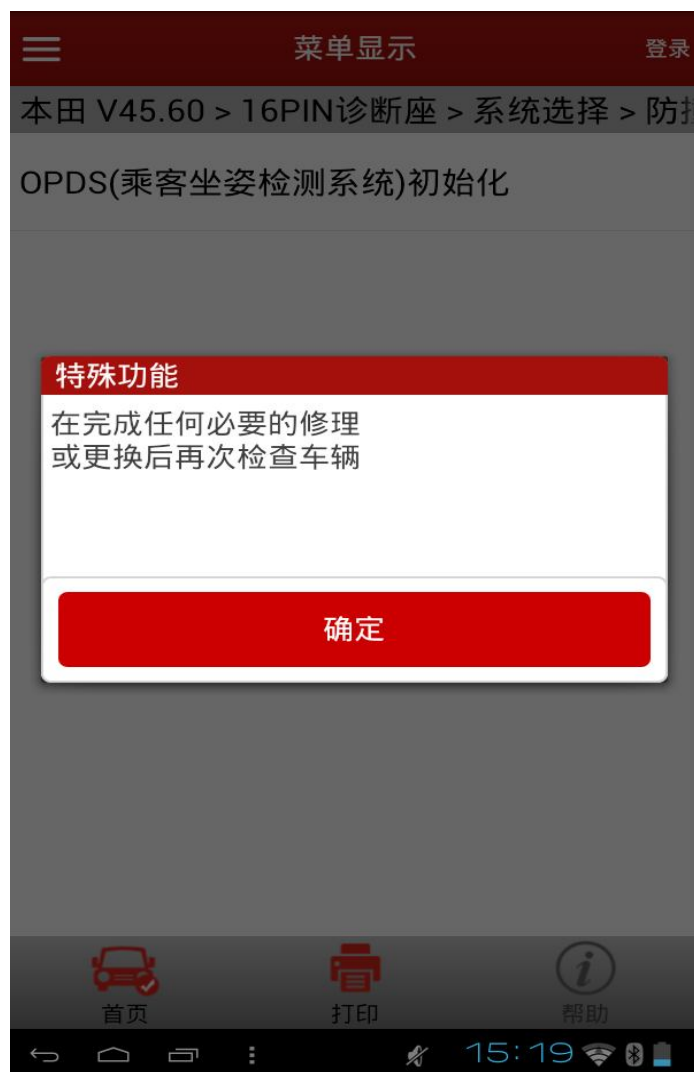 菜单显示
登录
本田 V45.60 > 16PIN诊断座 > 系统选择 > 防
OPDS(乘客坐姿检测系统)初始化
特殊功能
在完成任何必要的修理
或更换后再次检查车辆
确定
首页
打印
帮助
15:19